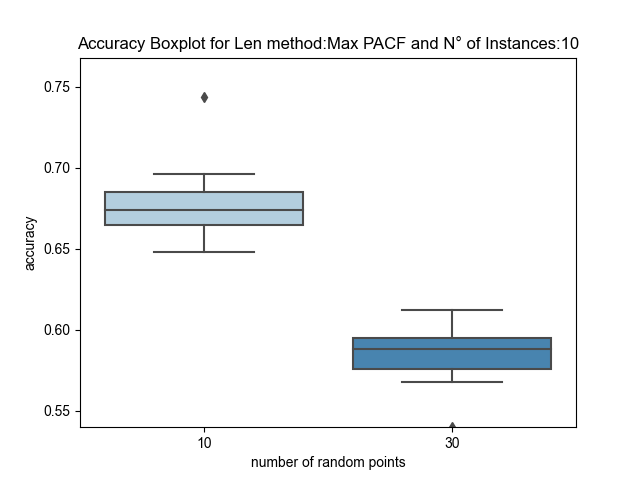 Accuracy Boxplot for Len method:Max PACF and N° of Instances:10
0.75
0.70
0.65
0.60
0.55
accuracy
10 30
number of random points